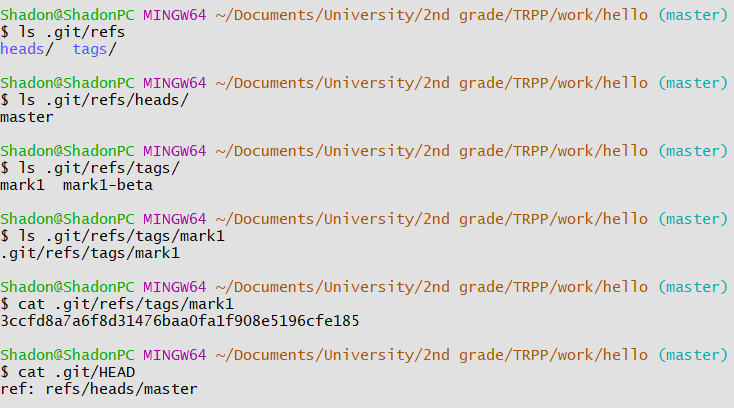 Shadon@ShadonPC MINGW64 ~/Documents/University/2nd grade/TRPP/work/hello (master)
$ ls .git/refs
heads/  tags/
Shadon@ShadonPC MINGW64 ~/Documents/University/2nd grade/TRPP/work/hello (master)
$ ls .git/refs/heads/
master
Shadon@ShadonPC MINGW64 ~/Documents/University/2nd grade/TRPP/work/hello (master)
$ ls .git/refs/tags/
mark1  mark1-beta
Shadon@ShadonPC MINGW64 ~/Documents/University/2nd grade/TRPP/work/hello (master)
$ ls .git/refs/tags/mark1
.git/refs/tags/mark1
Shadon@ShadonPC MINGW64 ~/Documents/University/2nd grade/TRPP/work/hello (master)
$ cat .git/refs/tags/mark1
3ccfd8a7a6f8d31476baa0fa1f908e5196cfe185
Shadon@ShadonPC MINGW64 ~/Documents/University/2nd grade/TRPP/work/hello (master)
$ cat .git/HEAD
ref: refs/heads/master